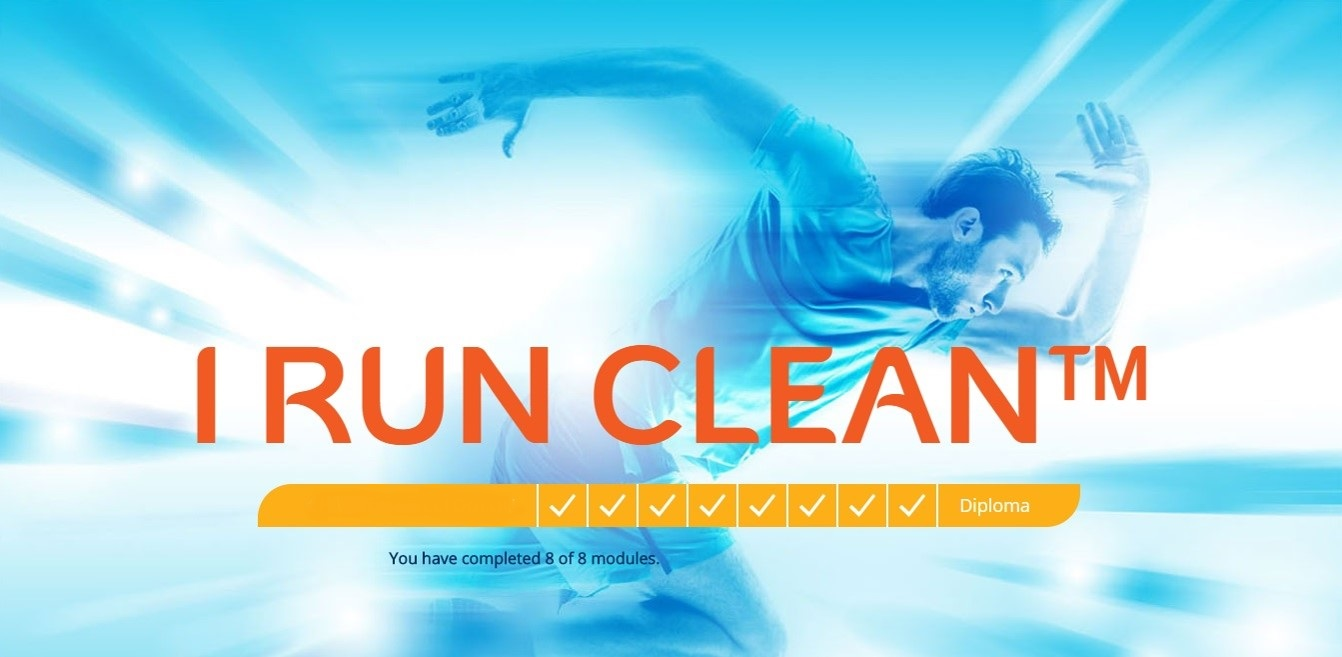 I RUN CLEAN™
Diploma
You have completed 8 of 8 modules.